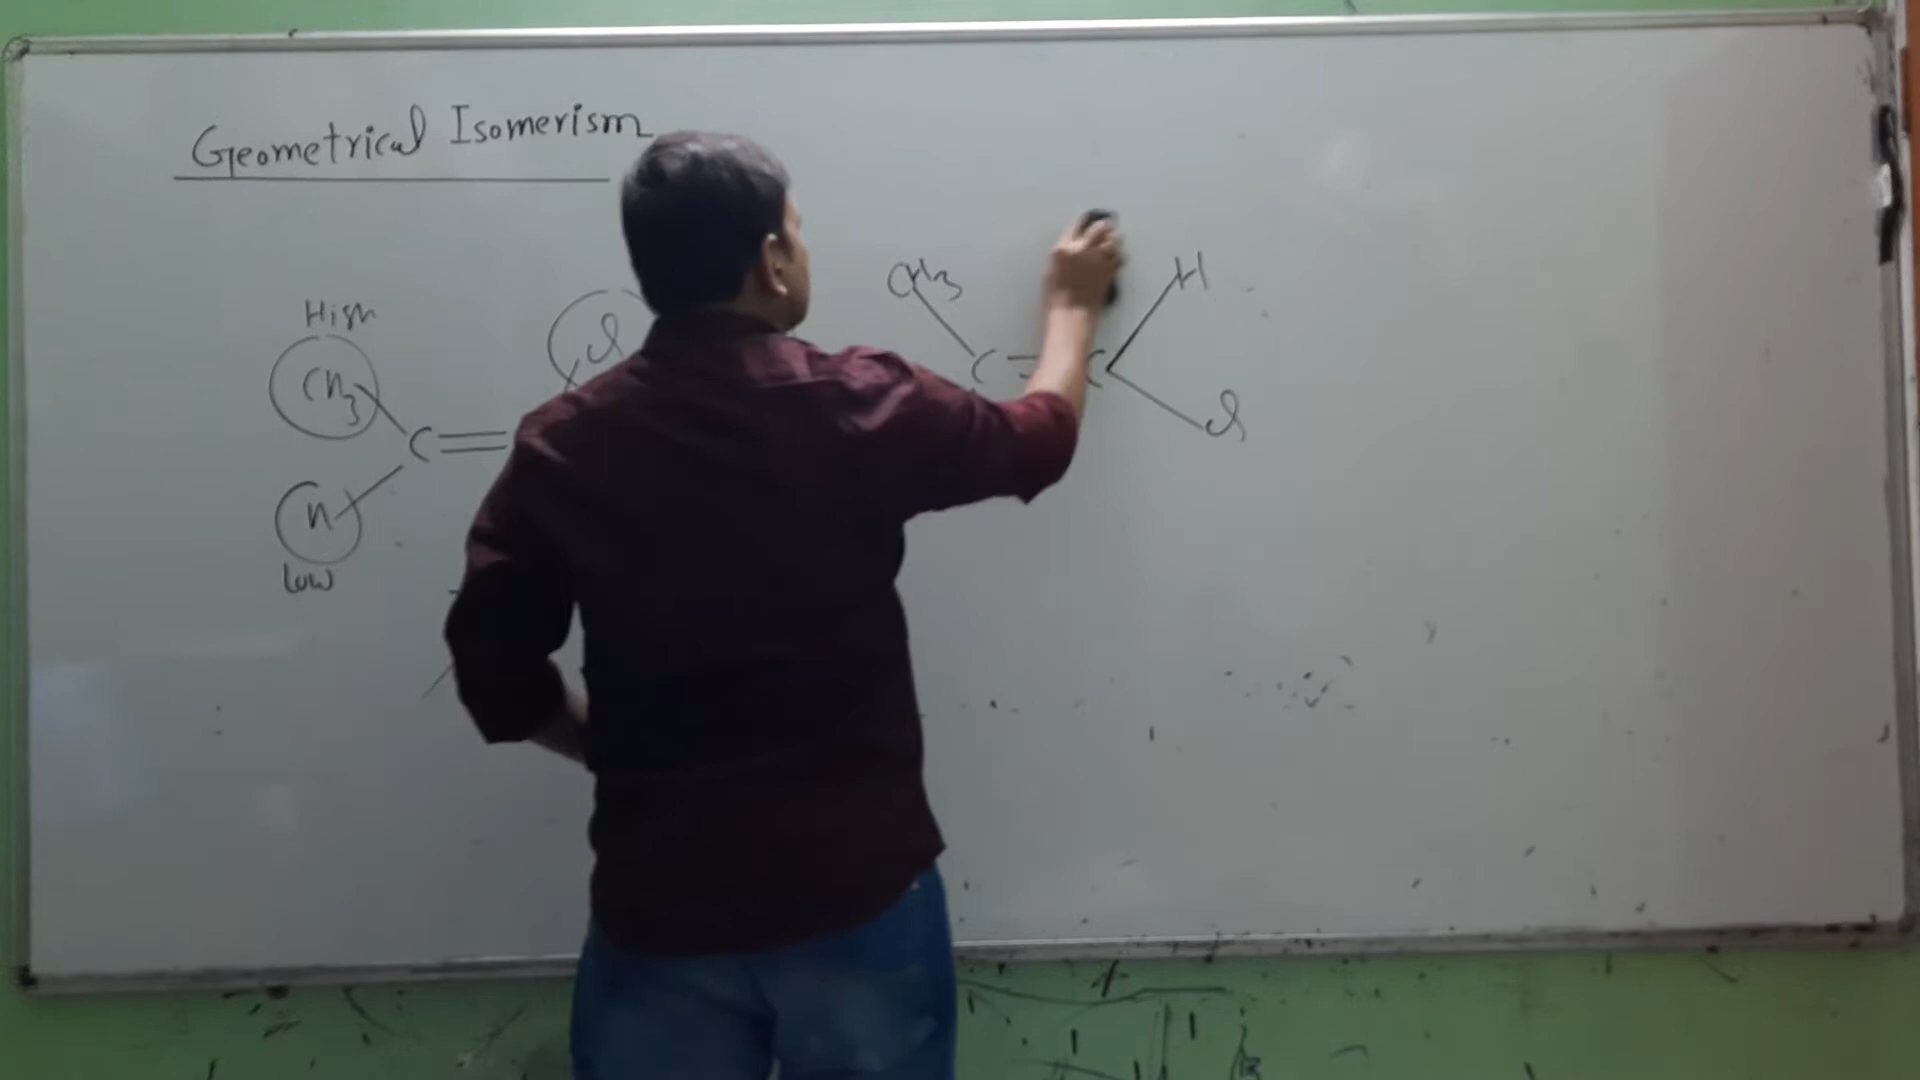 Geometrical Isomerism
High
CH3
Cl
C =
H
Low
CH3
H
C = C
Cl